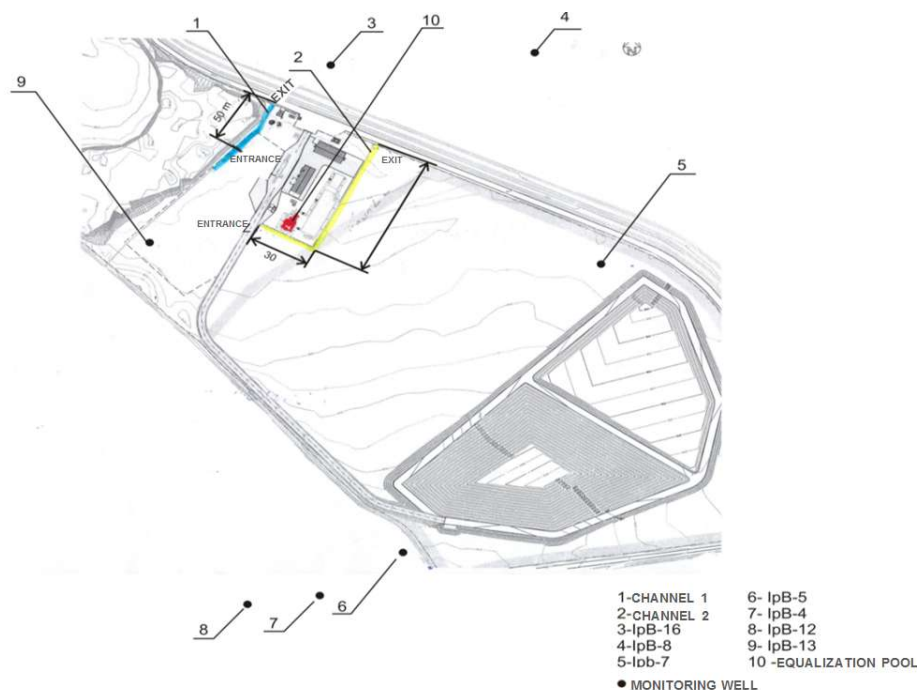 1
3
10
4
2
9
EXIT
50 m
ENTRANCE
EXIT
5
ENTRANCE
30
6
7
8
1-CHANNEL 1
2-CHANNEL 2
3-IpB-16
4-IpB-8
5-Ipb-7
6- IpB-5
7- IpB-4
8- IpB-12
9- IpB-13
10 -EQUALIZATION POOL
● MONITORING WELL